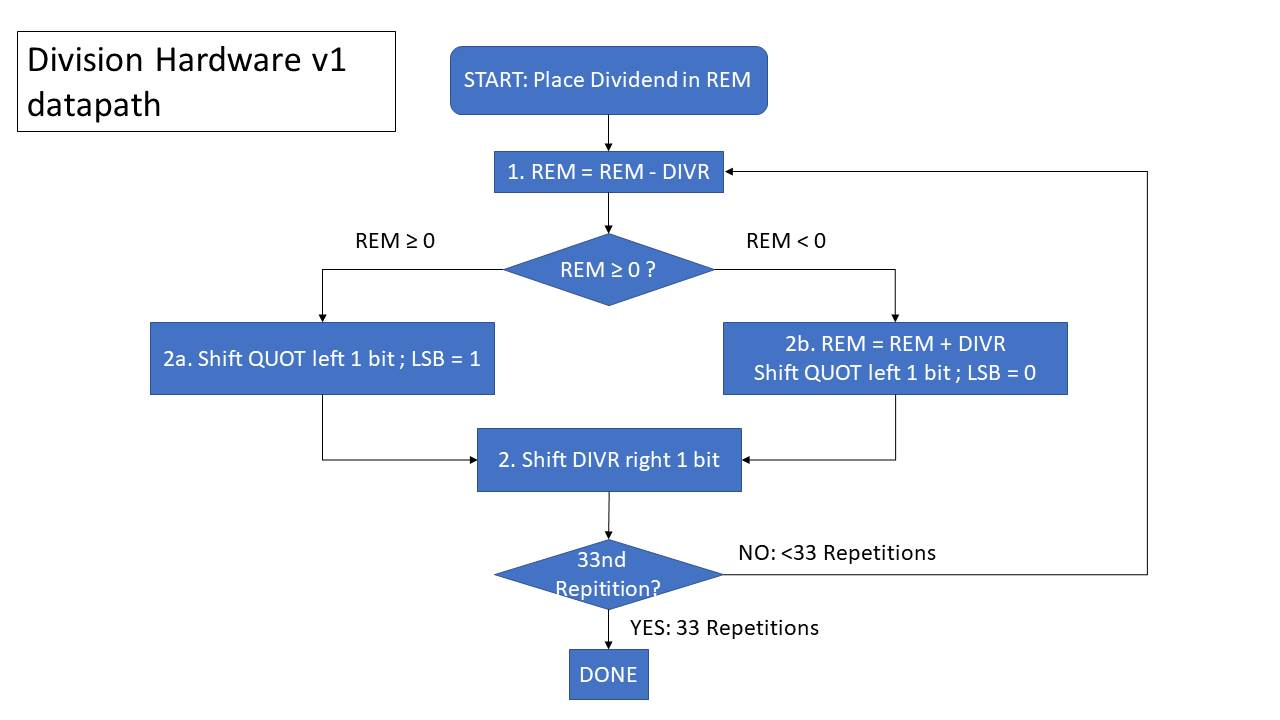 Division Hardware v1
datapath
START: Place Dividend in REM
1. REM = REM - DIVR
REM ≥ 0
REM < 0
REM ≥ 0 ?
2a. Shift QUOT left 1 bit ; LSB = 1
2b. REM = REM + DIVR
Shift QUOT left 1 bit ; LSB = 0
2. Shift DIVR right 1 bit
33nd
Repitition?
NO: <33 Repetitions
YES: 33 Repetitions
DONE